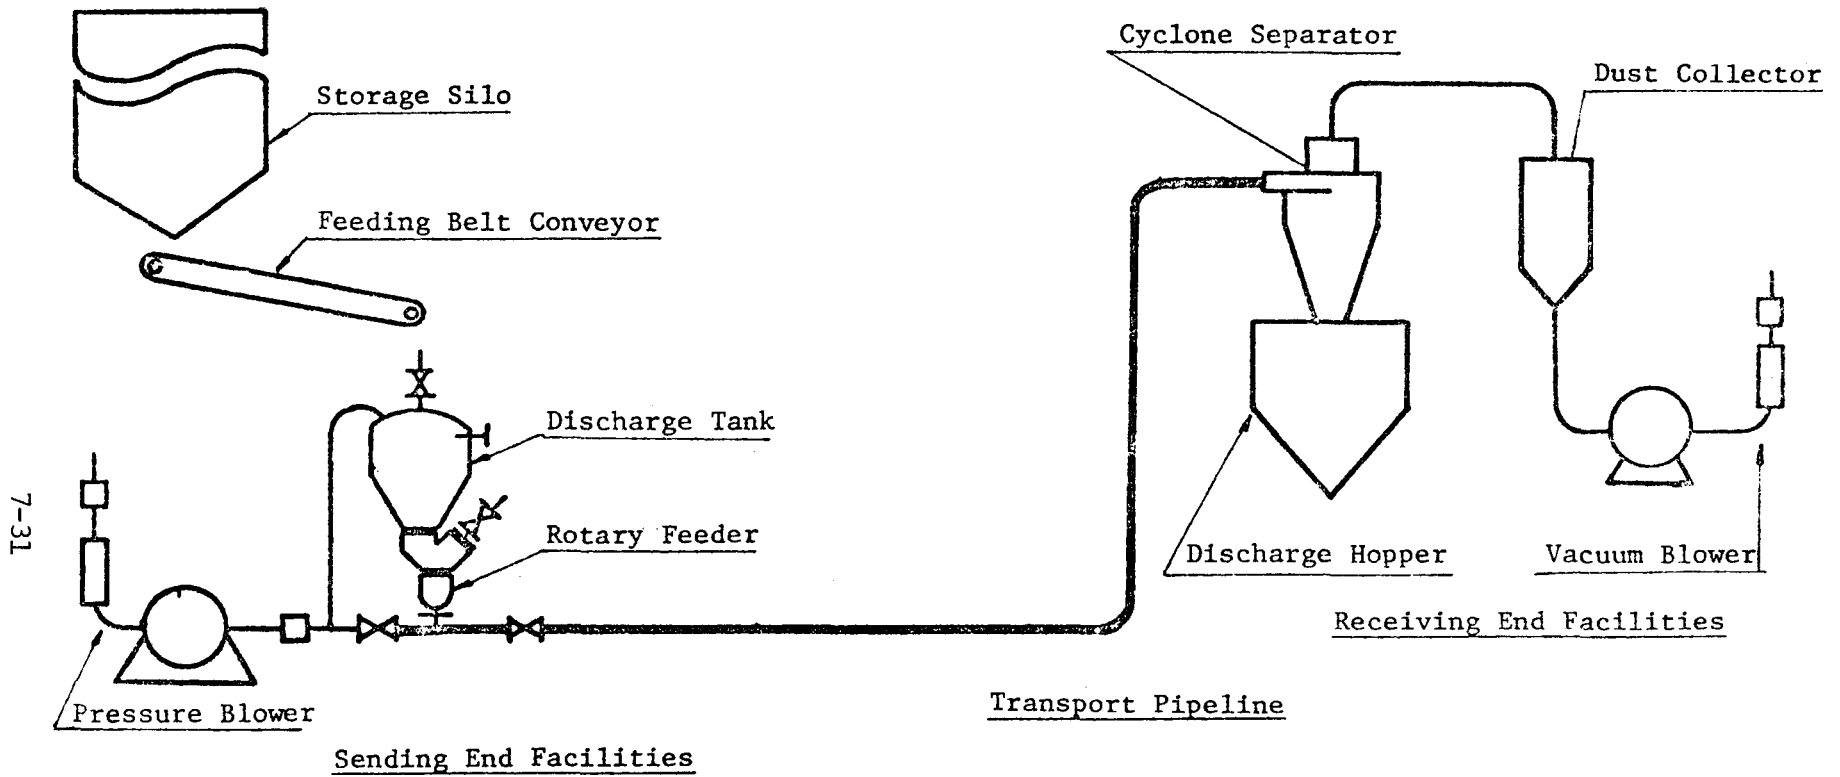 Cyclone Separator
Dust Collector
Storage Silo
Feeding Belt Conveyor
Discharge Tank
Rotary Feeder
Discharge Hopper
Vacuum Blower
Receiving End Facilities
Transport Pipeline
Pressure Blower
Sending End Facilities
7-31